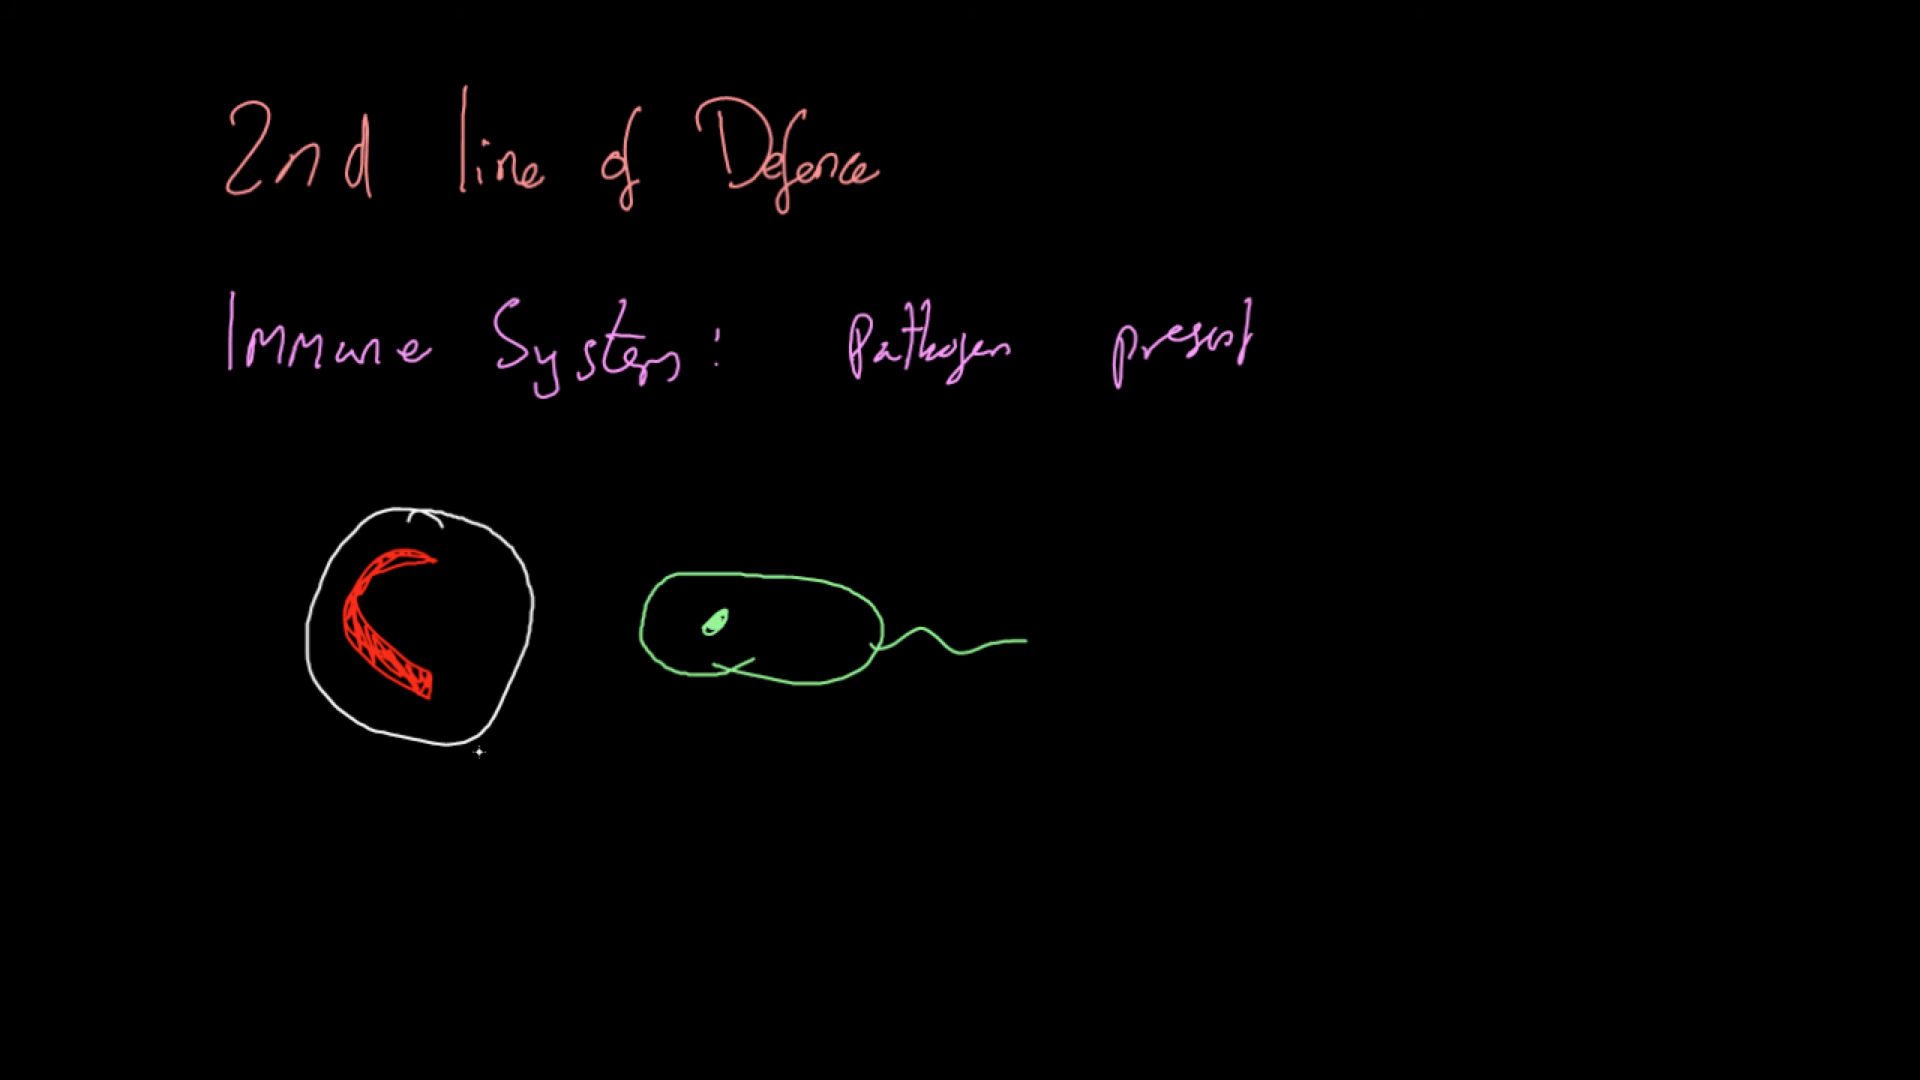 2nd line of Defence
Immune System: Pathogen present